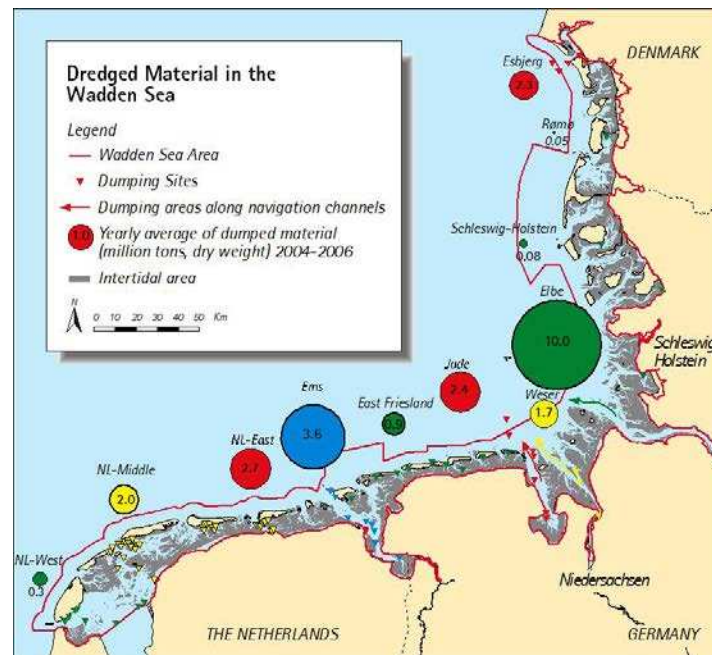 Dredged Material in the
Wadden Sea
Legend
Wadden Sea Area
Dumping Sites
Dumping areas along navigation channels
1.0
Yearly average of dumped material
(million tons, dry weight) 2004-2006
Intertidal area
N
0 10 20 30 40 50 Km
DENMARK
Esbjerg
2.3
Rømø
0.05
Schleswig-Holstein
0.08
Elbe
10.0
Schleswig
Holstein
Jade
2.4
Weser
1.7
East Friesland
0.9
Ems
3.6
NL-East
2.7
NL-Middle
2.0
NL-West
0.3
Niedersachsen
THE NETHERLANDS
GERMANY